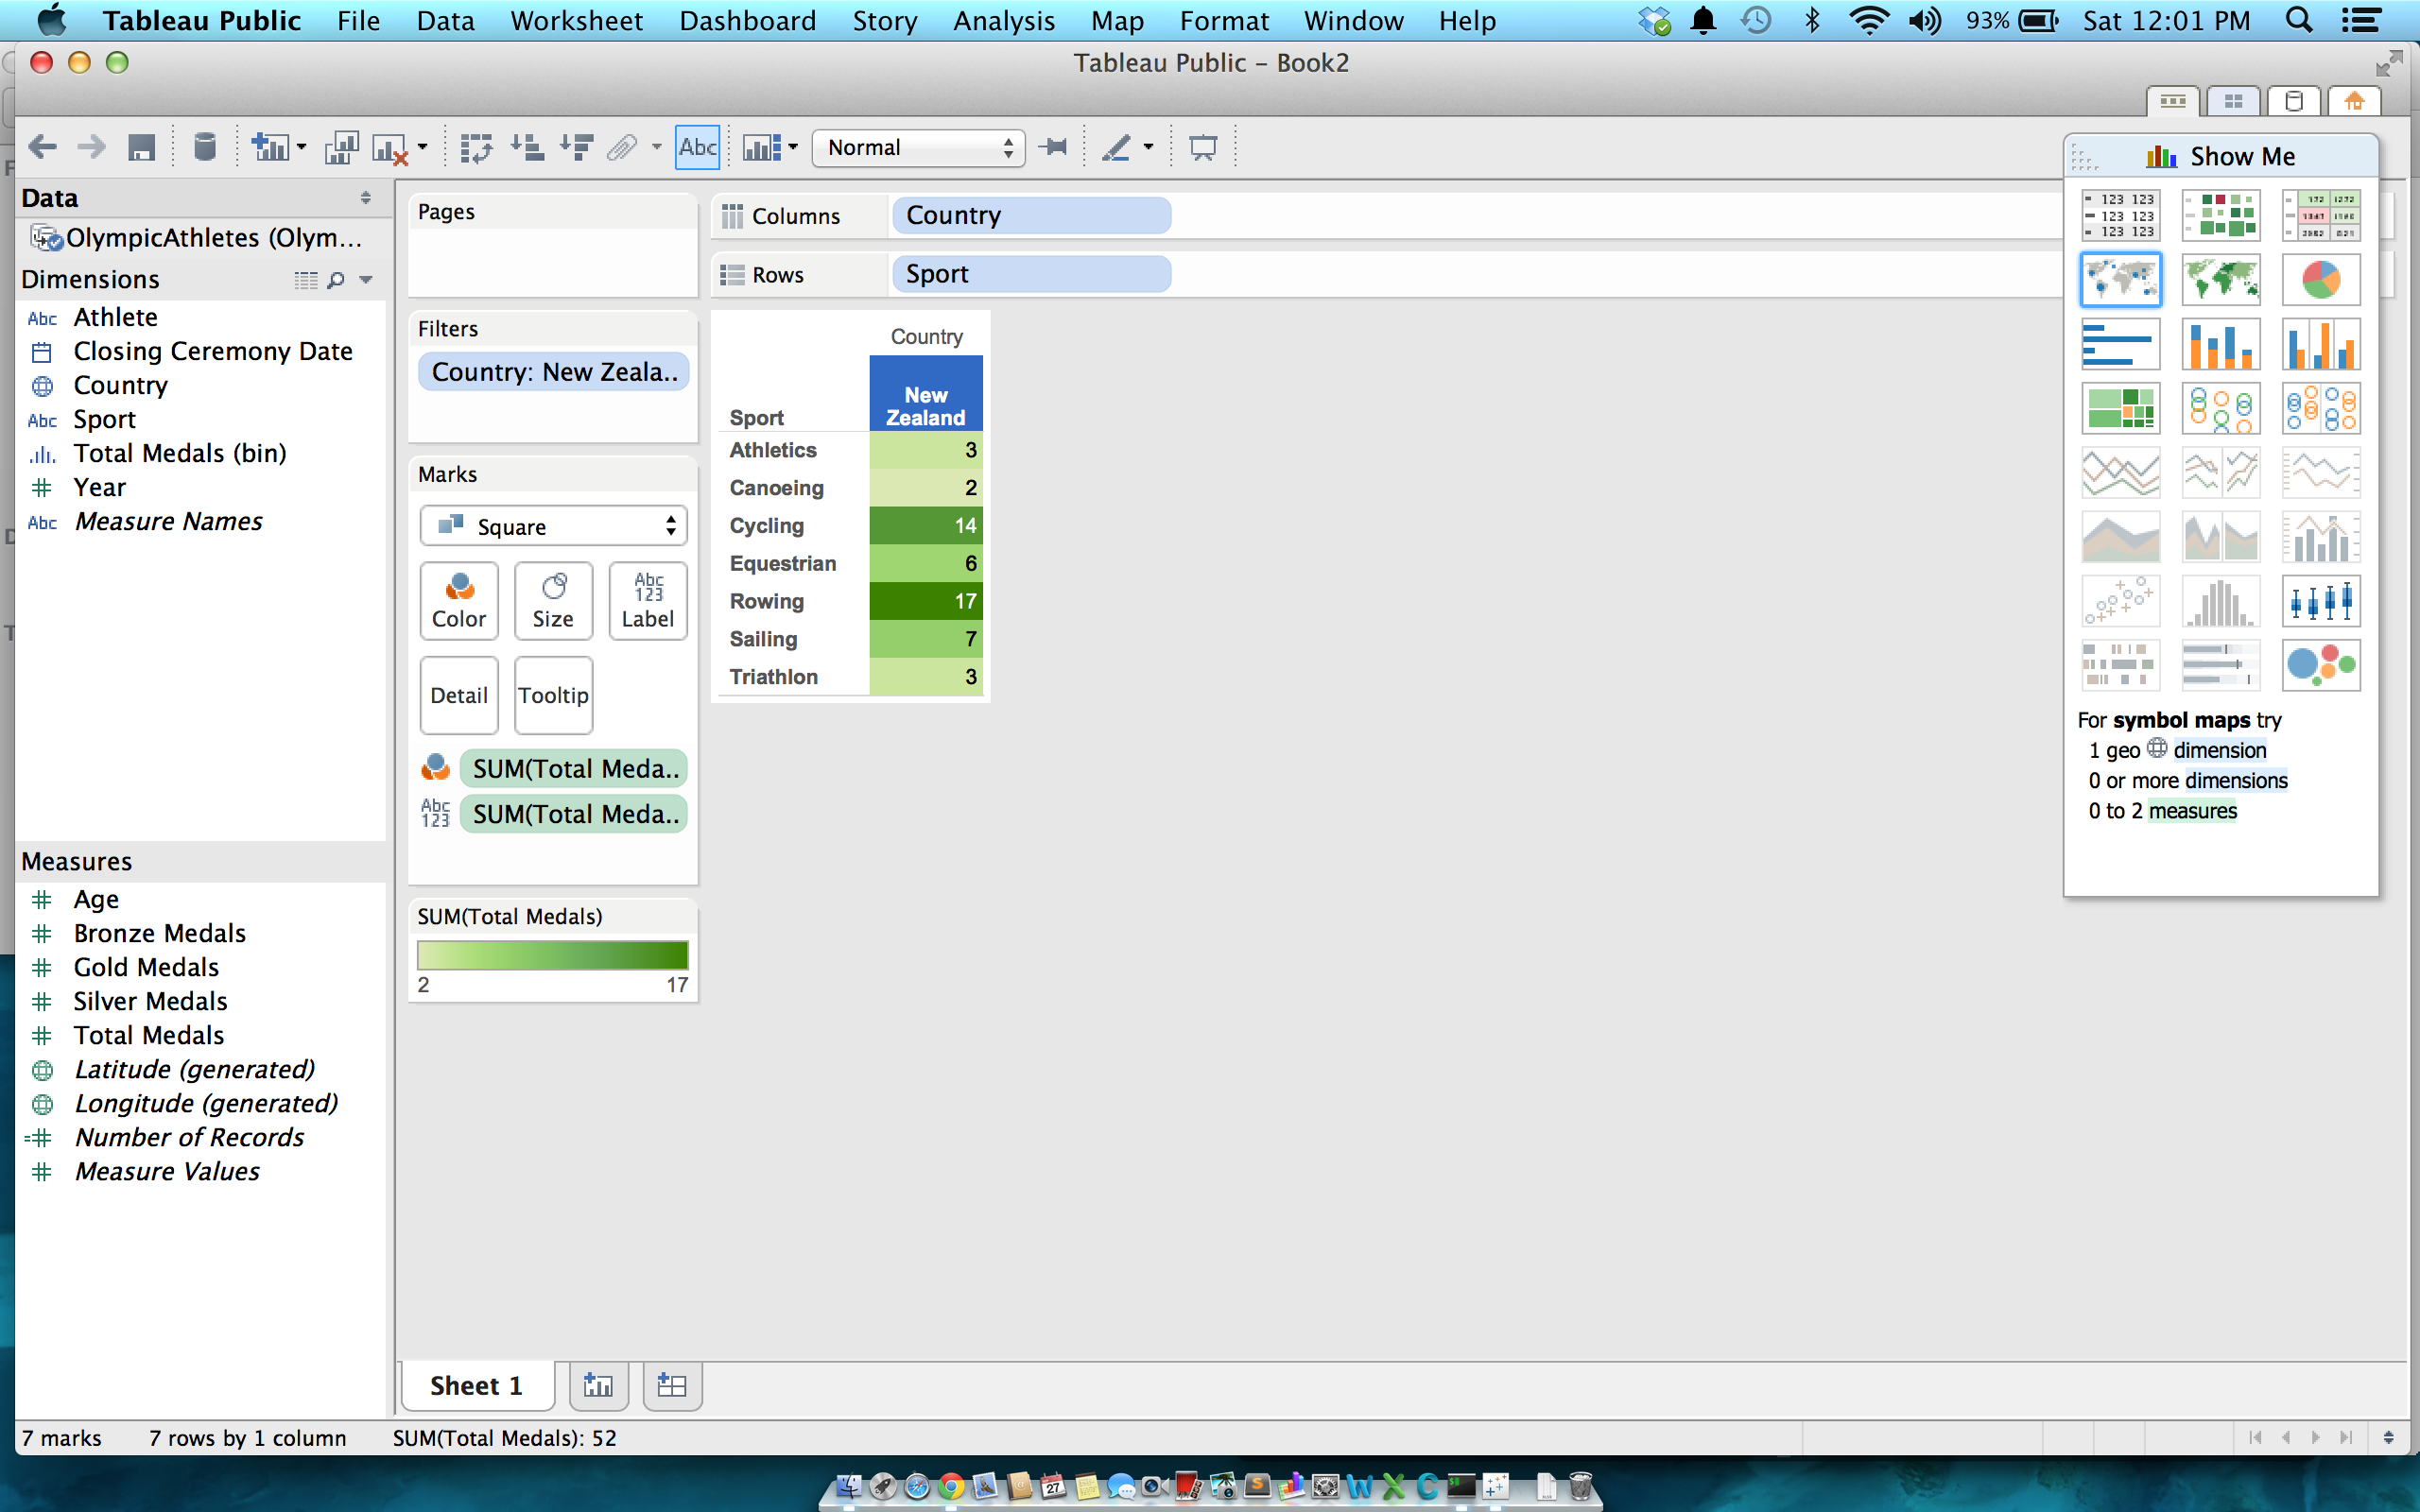 Tableau Public File Data Worksheet Dashboard Story Analysis Map Format Window Help 93% Sat 12:01 PM
Tableau Public – Book2
Abc Normal
Show Me
Data
OlympicAthletes (Olym...
Dimensions
Abc Athlete
Closing Ceremony Date
Country
Abc Sport
Total Medals (bin)
# Year
Abc Measure Names
Measures
# Age
# Bronze Medals
# Gold Medals
# Silver Medals
# Total Medals
Latitude (generated)
Longitude (generated)
=# Number of Records
# Measure Values
Pages
Filters
Country: New Zeala..
Marks
Square
Color
Size
Abc
123
Label
Detail
Tooltip
SUM(Total Meda..
Abc
123
SUM(Total Meda..
SUM(Total Medals)
2 17
Columns Country
Rows Sport
Country
Sport New Zealand
Athletics 3
Canoeing 2
Cycling 14
Equestrian 6
Rowing 17
Sailing 7
Triathlon 3
123 123
123 123
123 123
For symbol maps try
1 geo dimension
0 or more dimensions
0 to 2 measures
Sheet 1
7 marks 7 rows by 1 column SUM(Total Medals): 52
27